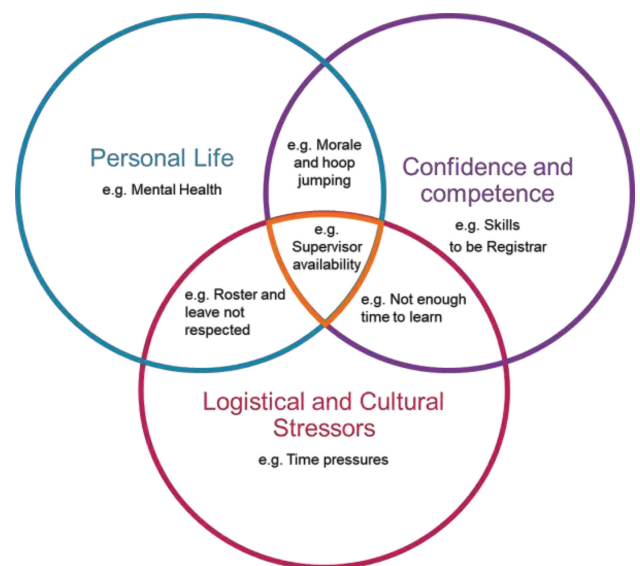 Personal Life
e.g. Mental Health
e.g. Morale
and hoop
jumping
Confidence and
competence
e.g. Skills
to be Registrar
e.g.
Supervisor
availability
e.g. Roster and
leave not
respected
e.g. Not enough
time to learn
Logistical and Cultural
Stressors
e.g. Time pressures